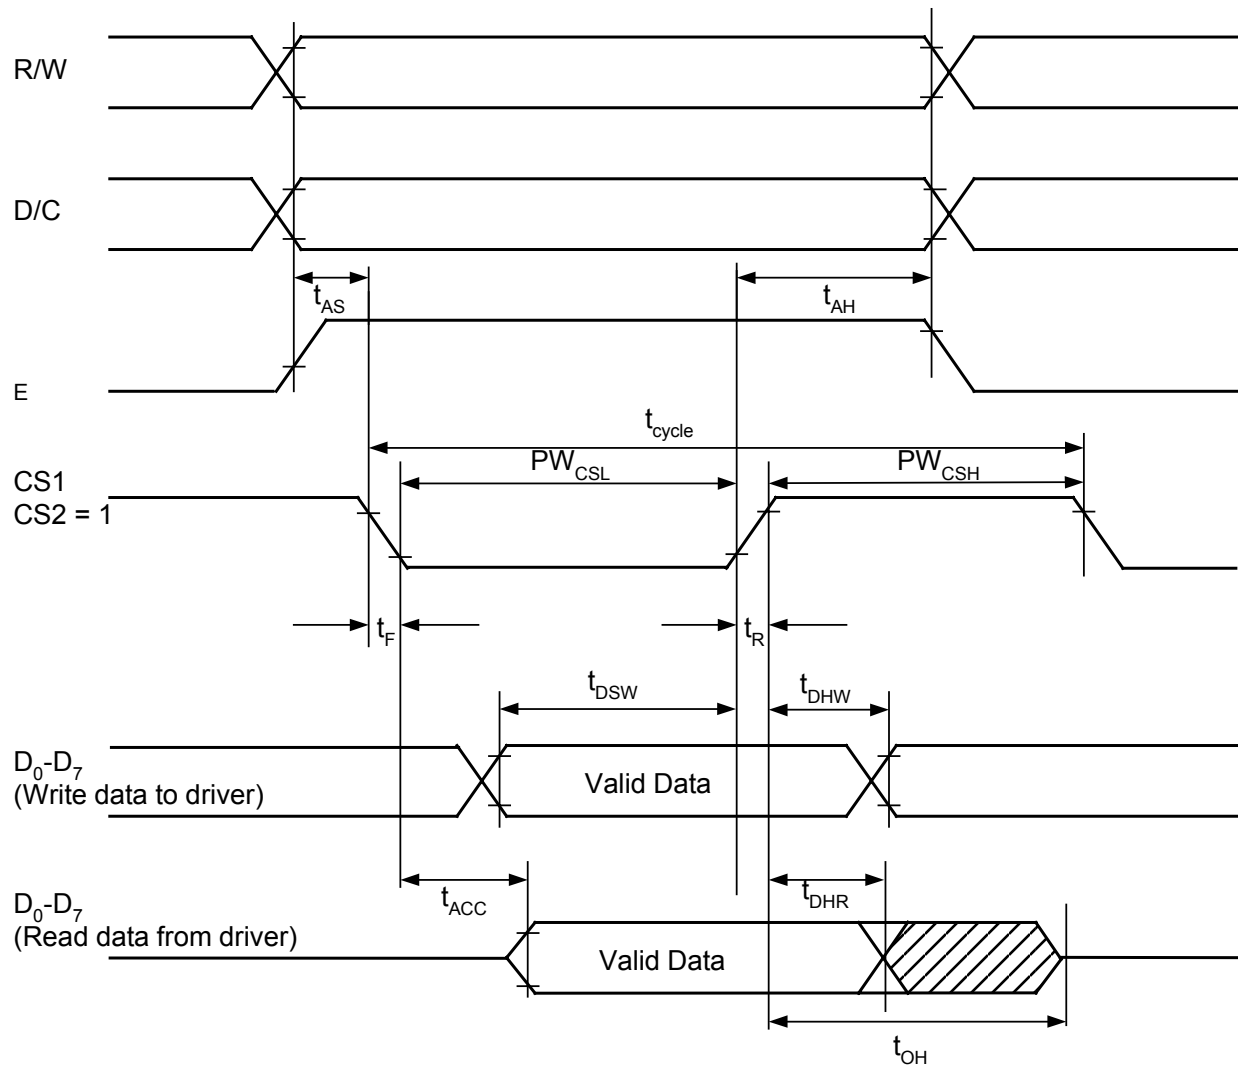 R/W
D/C
tAS
tAH
E
tcycle
PWCSL
PWCSH
CS1
CS2 = 1
tF
tR
tDSW
tDHW
D0-D7
(Write data to driver)
Valid Data
tACC
tDHR
D0-D7
(Read data from driver)
Valid Data
tOH